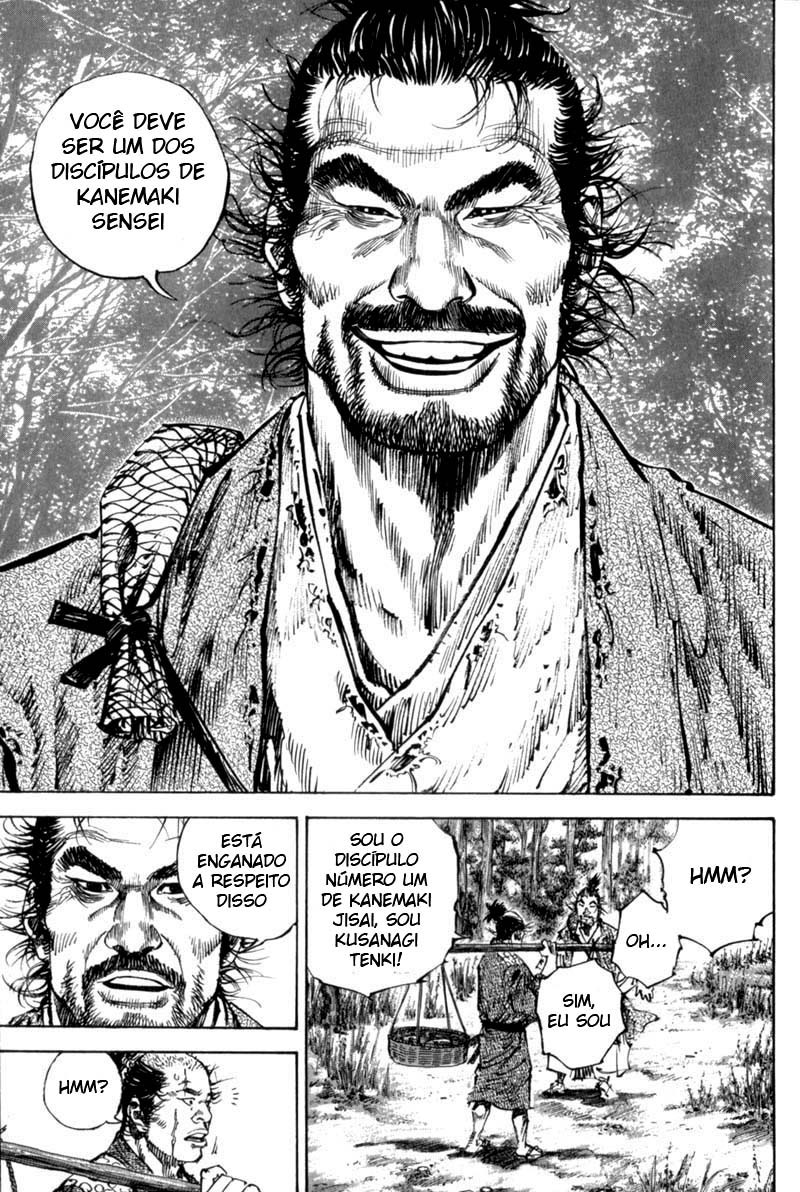 VOCÊ DEVE
SER UM DOS
DISCÍPULOS DE
KANEMAKI
SENSEI
HMM?
OH...
SIM,
EU SOU
SOU O
DISCÍPULO
NÚMERO UM
DE KANEMAKI
JISAI, SOU
KUSANAGI
TENKI!
ESTÁ
ENGANADO
A RESPEITO
DISSO
HMM?